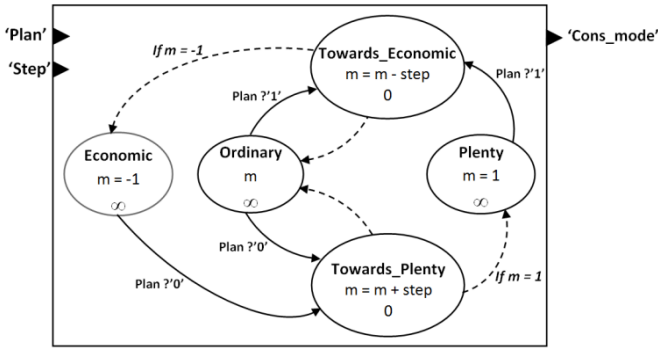 ‘Plan’
‘Step’
‘Cons_mode’
If m = -1
Towards_Economic
m = m - step
0
Plan ?’1’
Plan ?’1’
Economic
m = -1
∞
Ordinary
m
∞
Plenty
m = 1
∞
Plan ?’0’
Plan ?’0’
Towards_Plenty
m = m + step
0
If m = 1